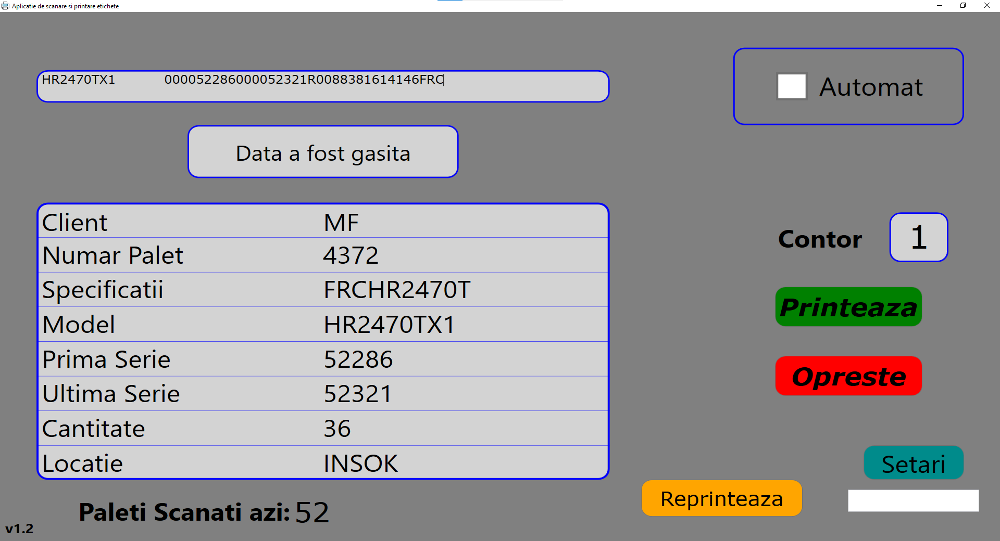 Aplicatie de scanare si printare etichete
HR2470TX1 000052286000052321R0088381614146FRC
Automat
Data a fost gasita
Client MF
Numar Palet 4372
Specificatii FRCHR2470T
Model HR2470TX1
Prima Serie 52286
Ultima Serie 52321
Cantitate 36
Locatie INSOK
Contor 1
Printeaza
Opreste
Setari
Reprinteaza
Paleti Scanati azi: 52
v1.2